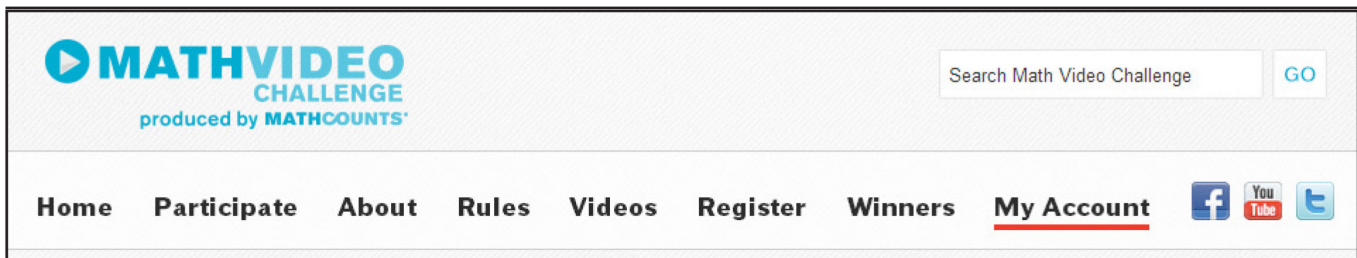 MATHVIDEO
CHALLENGE
produced by MATHCOUNTS
Search Math Video Challenge GO
Home Participate About Rules Videos Register Winners My Account You Tube